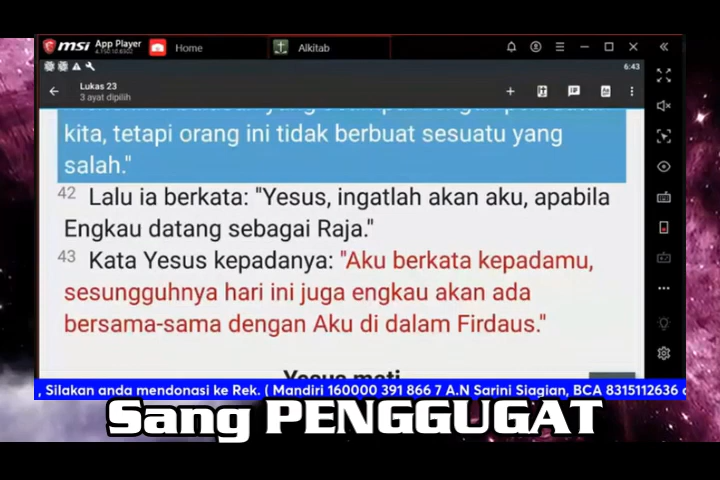 msi App Player
Home
Alkitab
6:43
Lukas 23
3 ayat dipilih
kita, tetapi orang ini tidak berbuat sesuatu yang
salah."
42 Lalu ia berkata: "Yesus, ingatlah akan aku, apabila
Engkau datang sebagai Raja."
43 Kata Yesus kepadanya: "Aku berkata kepadamu,
sesungguhnya hari ini juga engkau akan ada
bersama-sama dengan Aku di dalam Firdaus."
Yesus mati
, Silakan anda mendonasi ke Rek. ( Mandiri 160000 391 866 7 A.N Sarini Siagian, BCA 8315112636
Sang PENGGUGAT